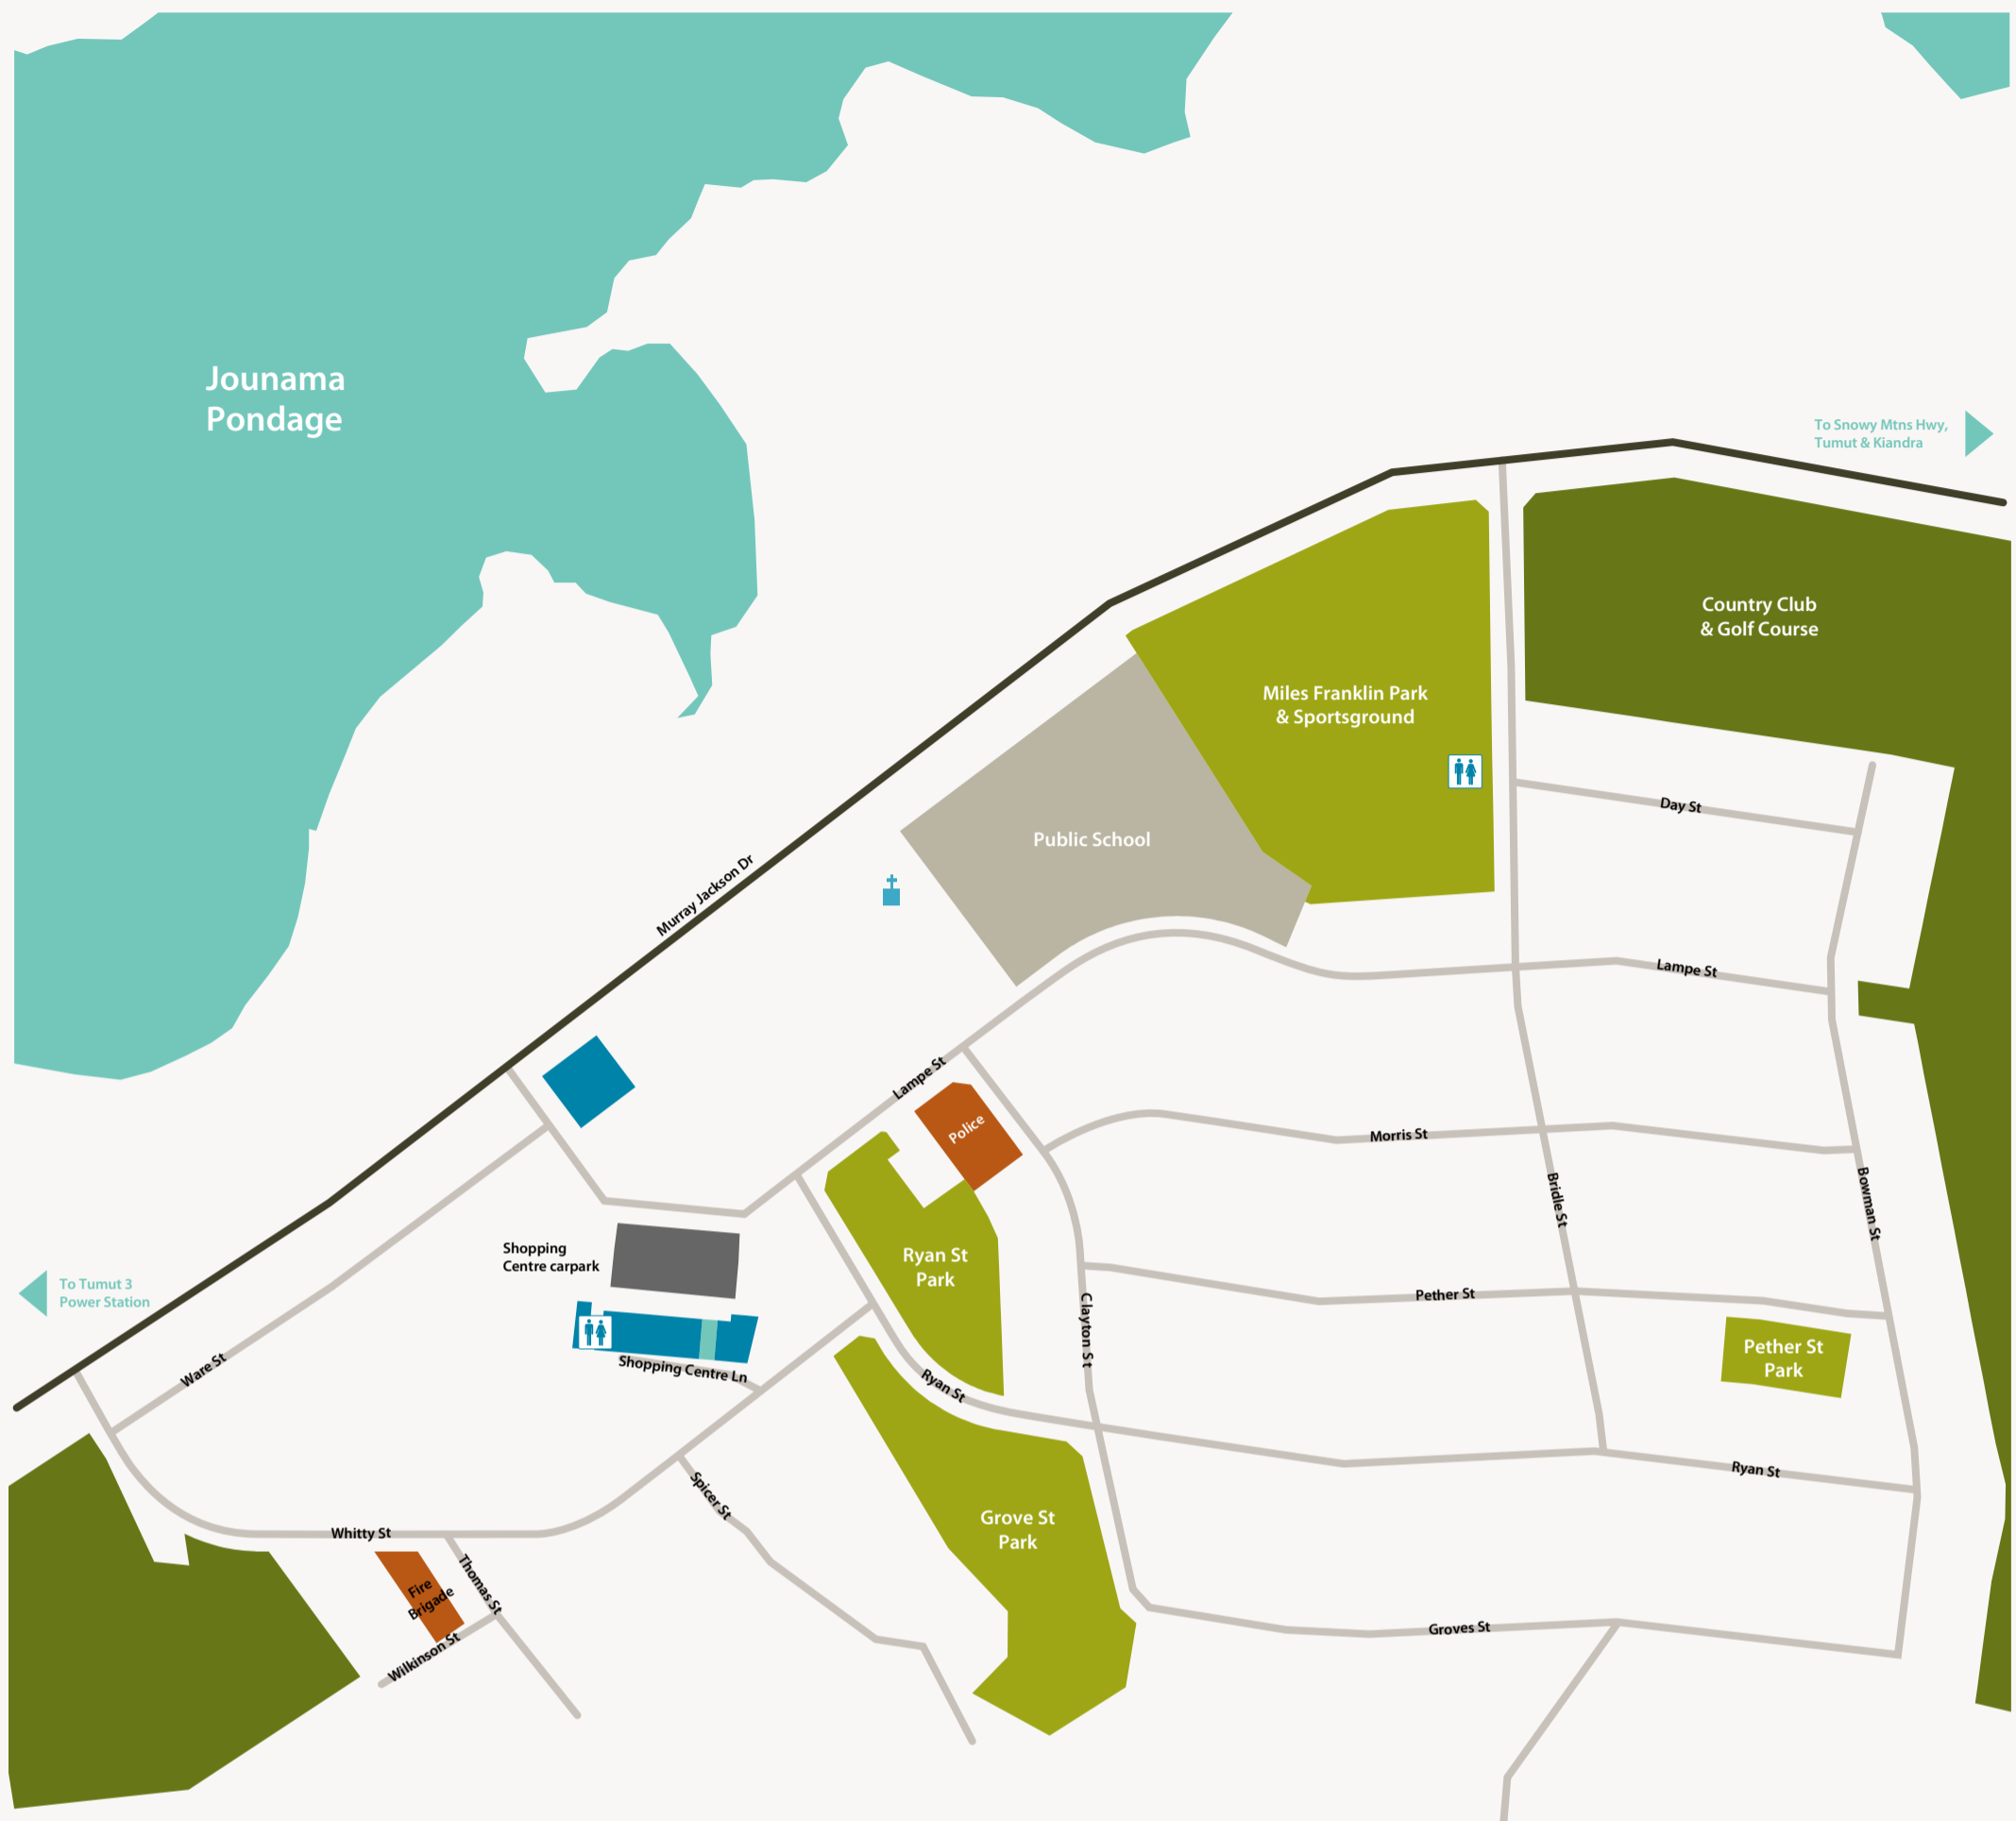 Jounama
Pondage
To Snowy Mtns Hwy,
Tumut & Kiandra
Country Club
& Golf Course
Miles Franklin Park
& Sportsground
Day St
Public School
Murray Jackson Dr
Lampe St
Lampe St
Police
Morris St
Bridle St
Bowman St
Ryan St
Park
Shopping
Centre carpark
To Tumut 3
Power Station
Clayton St
Pether St
Pether St
Park
Ware St
Shopping Centre Ln
Ryan St
Ryan St
Spicer St
Grove St
Park
Whitty St
Thomas St
Fire
Brigade
Wilkinson St
Groves St